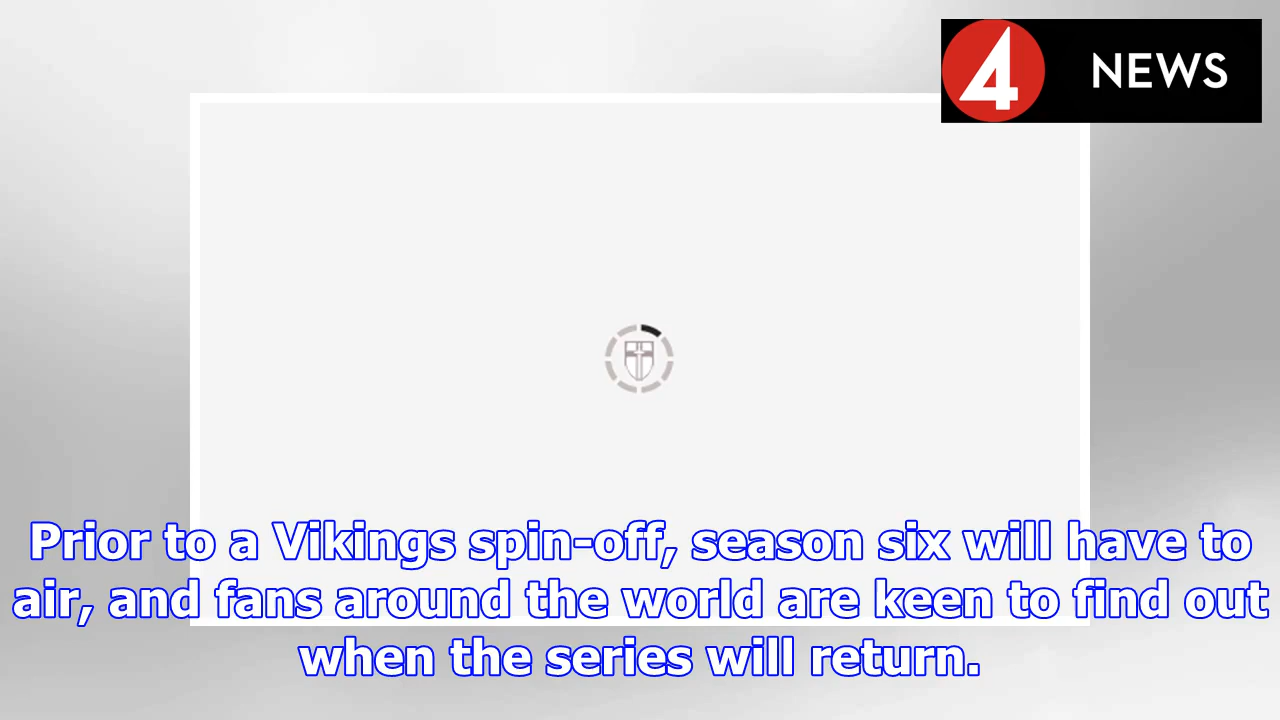 4 NEWS
Prior to a Vikings spin-off, season six will have to
air, and fans around the world are keen to find out
when the series will return.